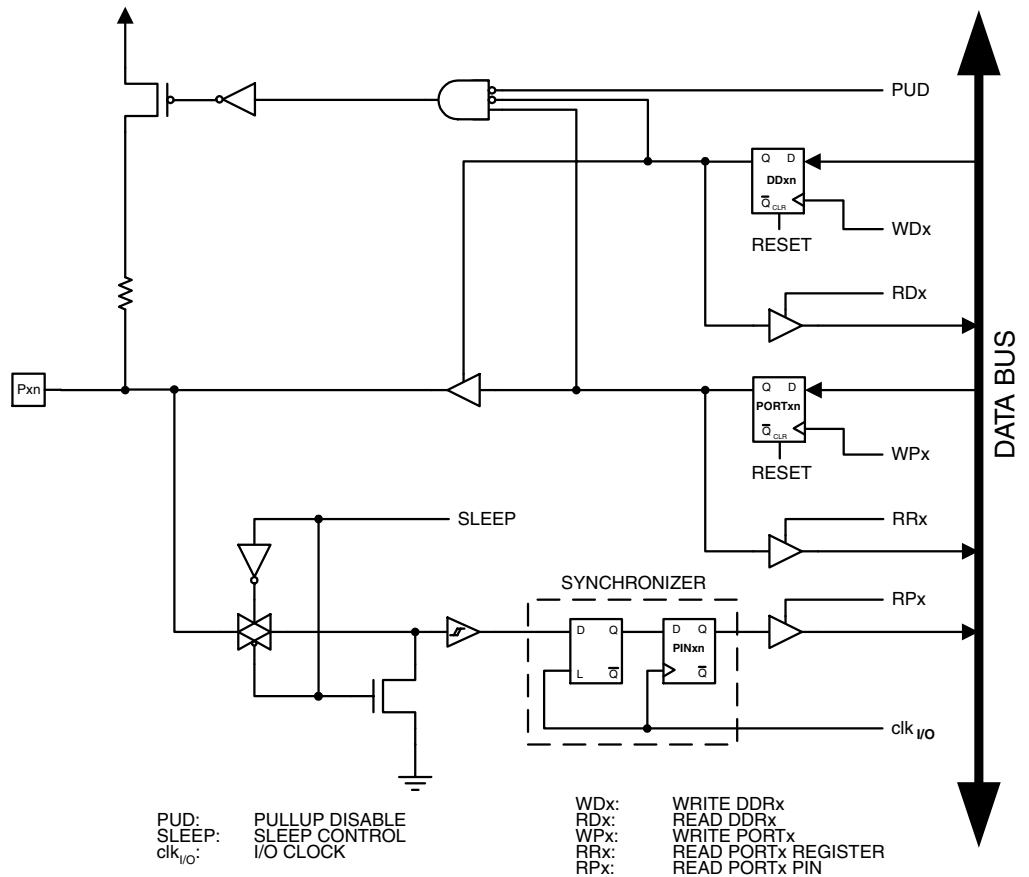 PUD
Q D
DDxn
Q CLR
WDx
RESET
RDx
Pxn
Q D
PORTxn
Q CLR
WPx
RESET
DATA BUS
SLEEP
RRx
SYNCHRONIZER
RPx
D Q
L Q
D Q
PINxn
Q
clk I/O
PUD: PULLUP DISABLE
SLEEP: SLEEP CONTROL
clkI/O: I/O CLOCK
WDx: WRITE DDRx
RDx: READ DDRx
WPx: WRITE PORTx
RRx: READ PORTx REGISTER
RPx: READ PORTx PIN